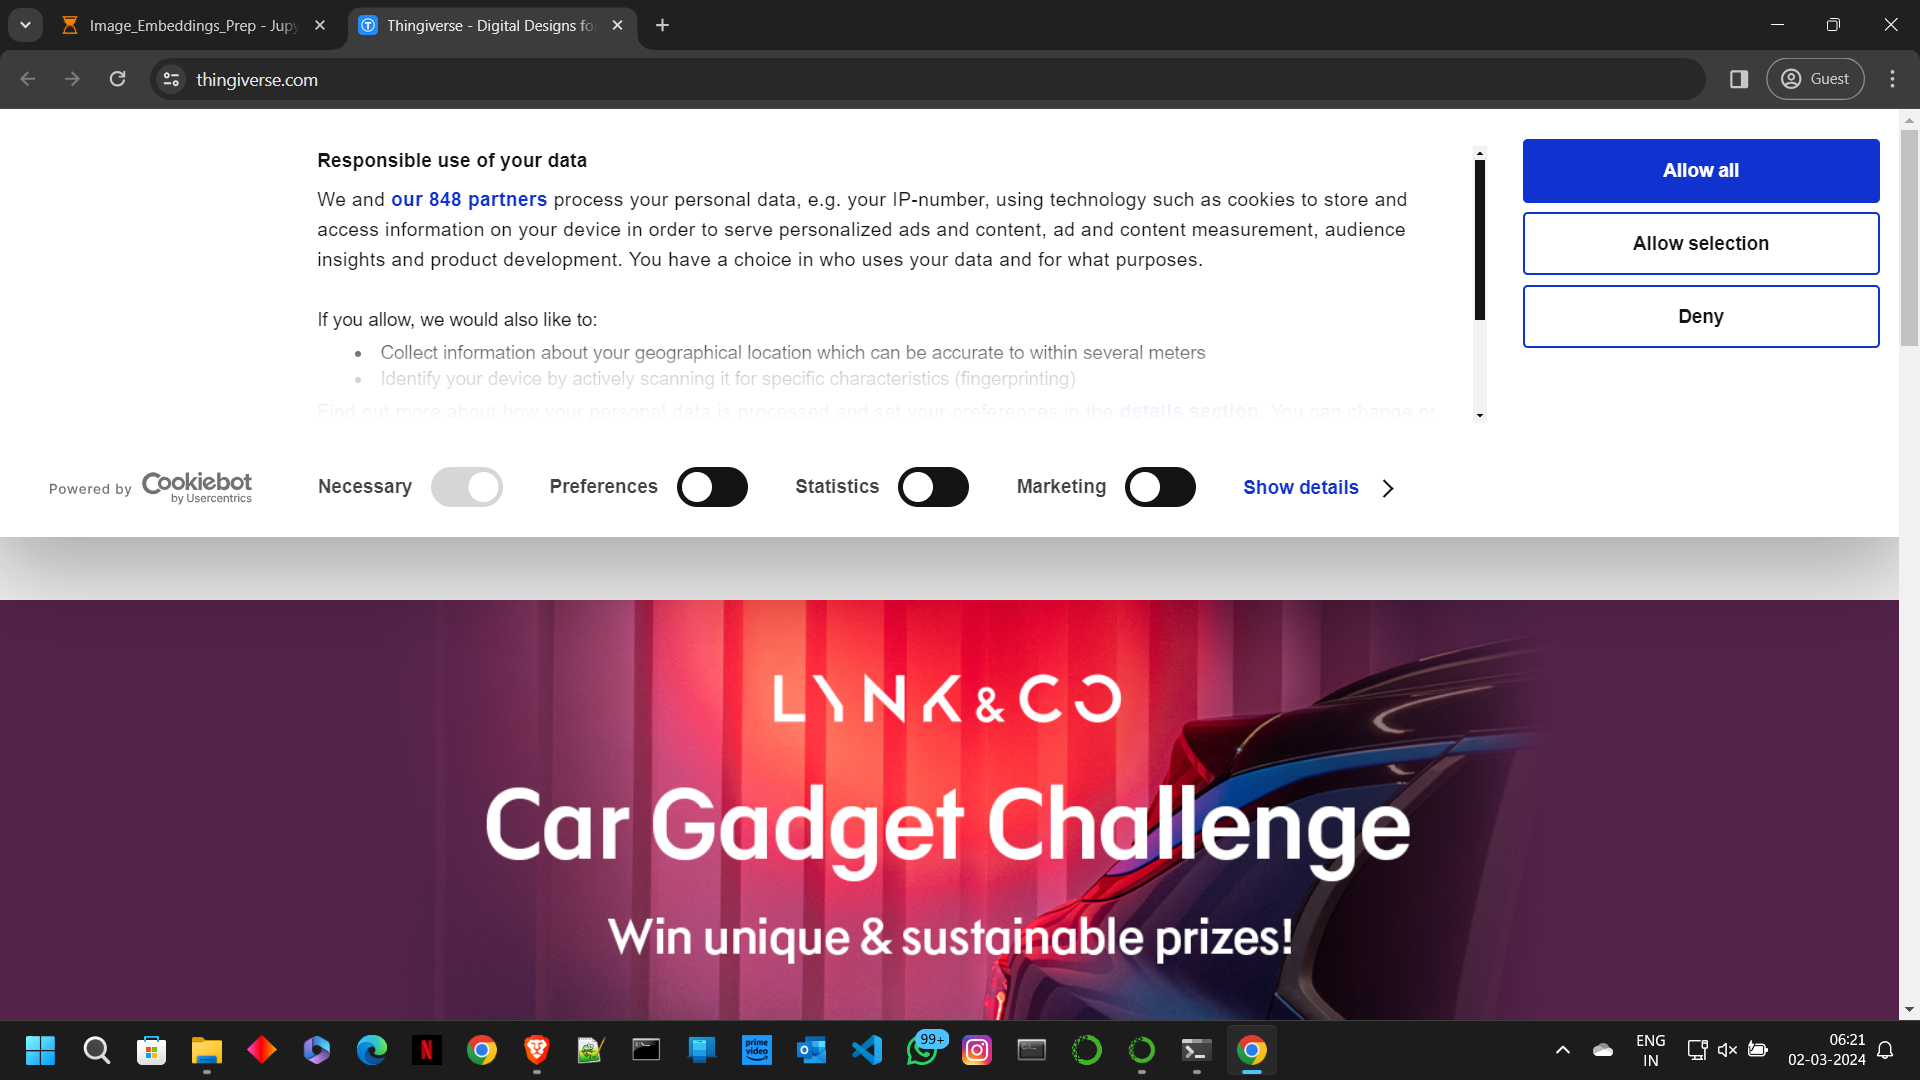 Image_Embeddings_Prep - Jupy
Thingiverse - Digital Designs fo
thingiverse.com
Guest
Responsible use of your data
We and our 848 partners process your personal data, e.g. your IP-number, using technology such as cookies to store and
access information on your device in order to serve personalized ads and content, ad and content measurement, audience
insights and product development. You have a choice in who uses your data and for what purposes.
If you allow, we would also like to:
Collect information about your geographical location which can be accurate to within several meters
Identify your device by actively scanning it for specific characteristics (fingerprinting)
Find out more about how your personal data is processed and set your preferences in the details section. You can change or
Allow all
Allow selection
Deny
Powered by Cookiebot
by Usercentrics
Necessary
Preferences
Statistics
Marketing
Show details
LYNK & CO
Car Gadget Challenge
Win unique & sustainable prizes!
prime video
99+
ENG
IN
06:21
02-03-2024